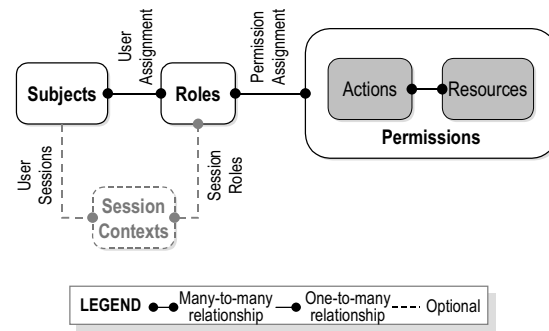 User
Assignment
Permission
Assignment
Subjects
Roles
Actions
Resources
Permissions
User
Sessions
Session
Roles
Session
Contexts
LEGEND Many-to-many relationship One-to-many relationship Optional